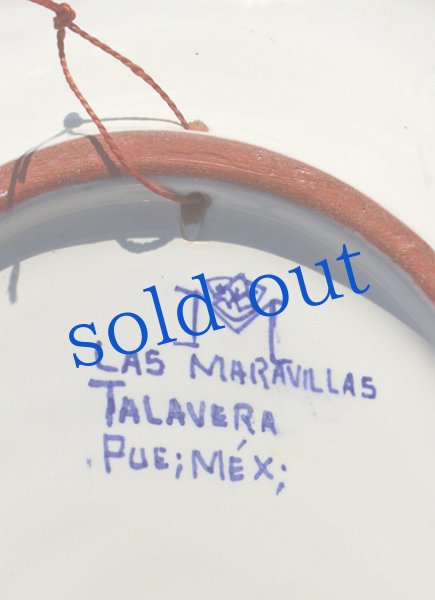 sold out
LAS MARAVILLAS
TALAVERA
PUE; MÉX;